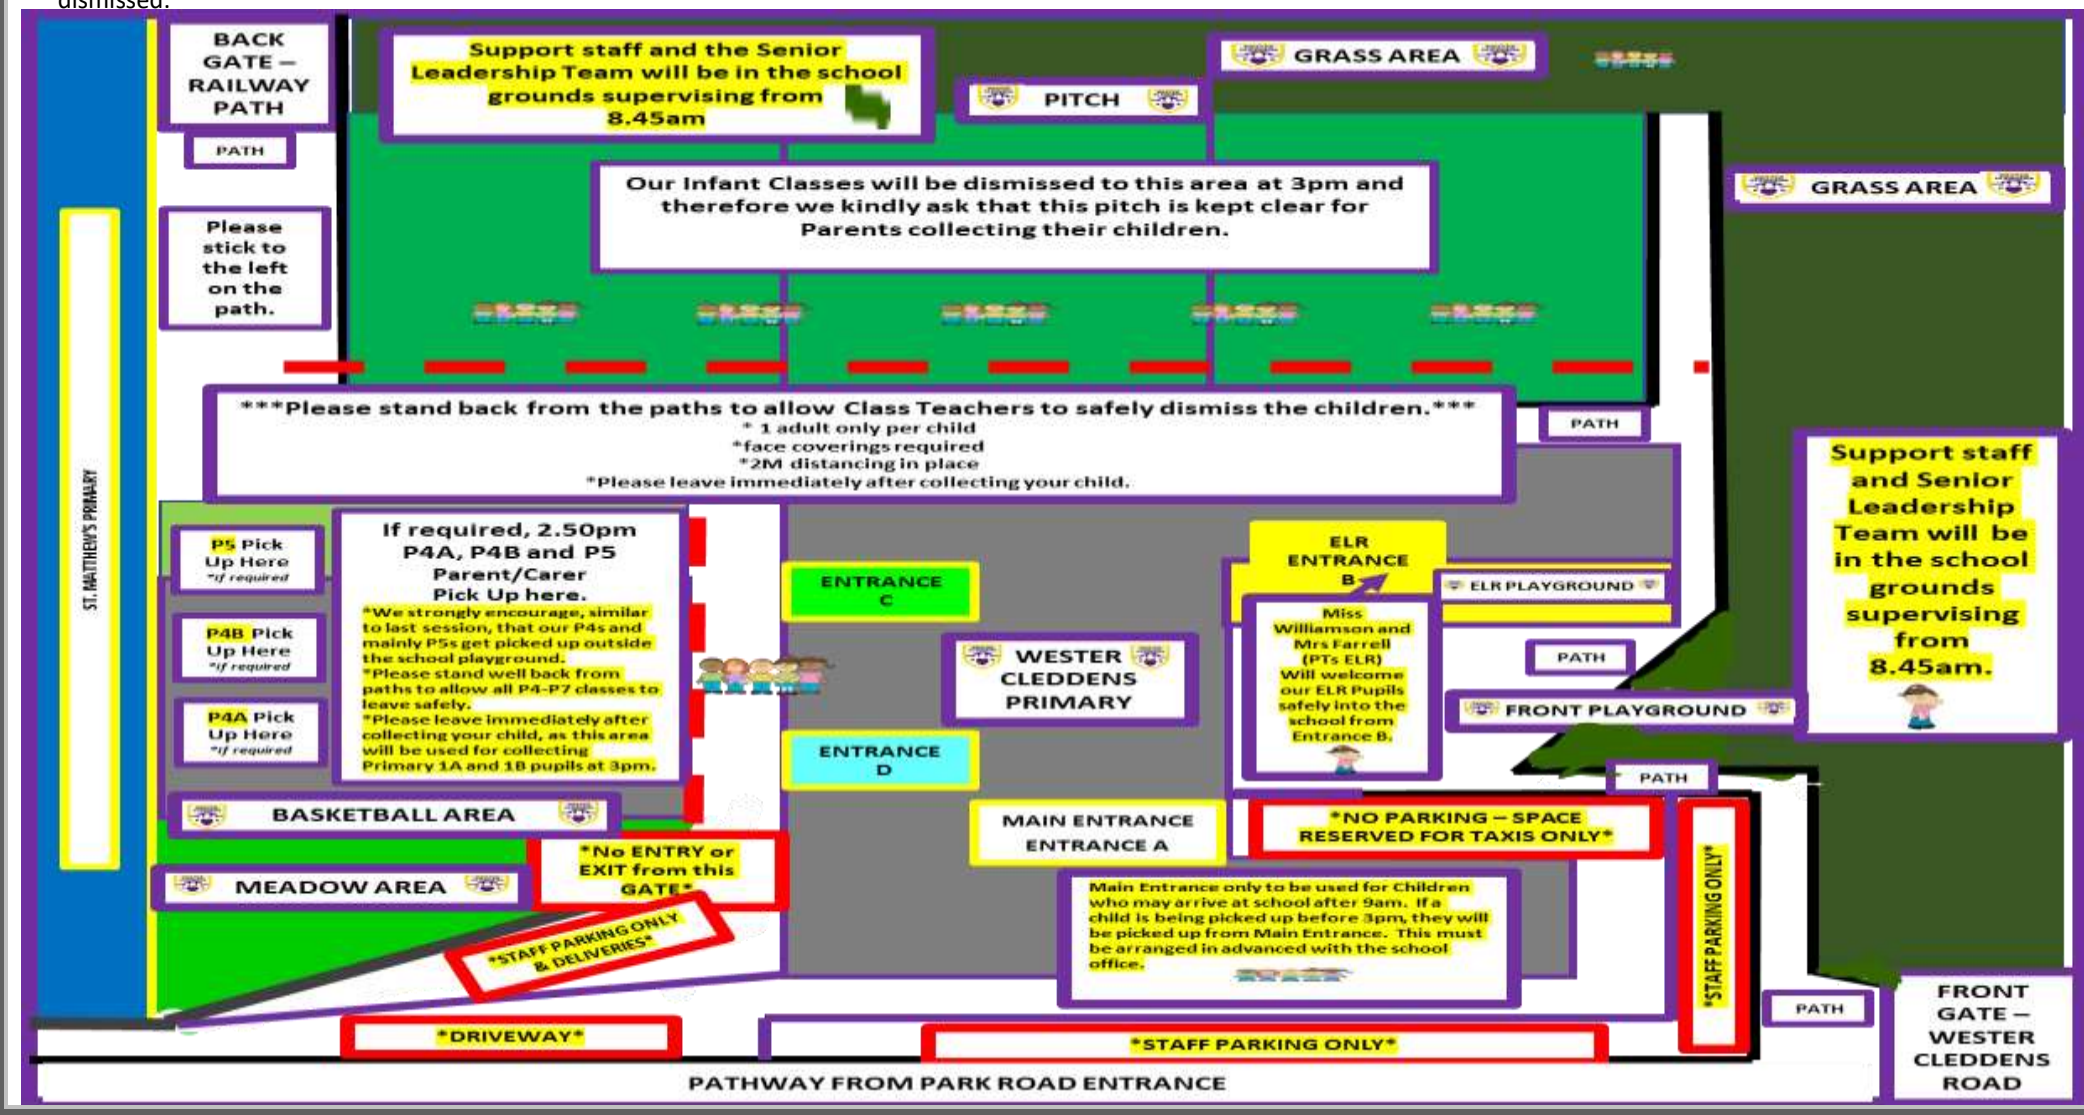 dismissed.
BACK
GATE –
RAILWAY
PATH
Support staff and the Senior
Leadership Team will be in the school
grounds supervising from
8.45am
GRASS AREA
PITCH
PATH
Our Infant Classes will be dismissed to this area at 3pm and
therefore we kindly ask that this pitch is kept clear for
Parents collecting their children.
GRASS AREA
Please
stick to
the left
on the
path.
***Please stand back from the paths to allow Class Teachers to safely dismiss the children.***
* 1 adult only per child
*face coverings required
*2M distancing in place
*Please leave immediately after collecting your child.
PATH
ST. MATTHEW'S PRIMARY
P5 Pick
Up Here
*if required
P4B Pick
Up Here
*if required
P4A Pick
Up Here
*if required
If required, 2.50pm
P4A, P4B and P5
Parent/Carer
Pick Up here.
*We strongly encourage, similar
to last session, that our P4s and
mainly P5s get picked up outside
the school playground.
*Please stand well back from
paths to allow all P4-P7 classes to
leave safely.
*Please leave immediately after
collecting your child, as this area
will be used for collecting
Primary 1A and 1B pupils at 3pm.
ENTRANCE
C
WESTER
CLEDDENS
PRIMARY
ENTRANCE
D
ELR
ENTRANCE
B
ELR PLAYGROUND
Miss
Williamson and
Mrs Farrell
(PTs ELR)
Will welcome
our ELR Pupils
safely into the
school from
Entrance B.
PATH
FRONT PLAYGROUND
Support staff
and Senior
Leadership
Team will be
in the school
grounds
supervising
from
8.45am.
PATH
BASKETBALL AREA
MAIN ENTRANCE
ENTRANCE A
*NO PARKING – SPACE
RESERVED FOR TAXIS ONLY*
*No ENTRY or
EXIT from this
GATE*
MEADOW AREA
*STAFF PARKING ONLY
& DELIVERIES*
Main Entrance only to be used for Children
who may arrive at school after 9am. If a
child is being picked up before 3pm, they will
be picked up from Main Entrance. This must
be arranged in advanced with the school
office.
*STAFF PARKING ONLY*
PATH
FRONT
GATE –
WESTER
CLEDDENS
ROAD
*DRIVEWAY*
*STAFF PARKING ONLY*
PATHWAY FROM PARK ROAD ENTRANCE